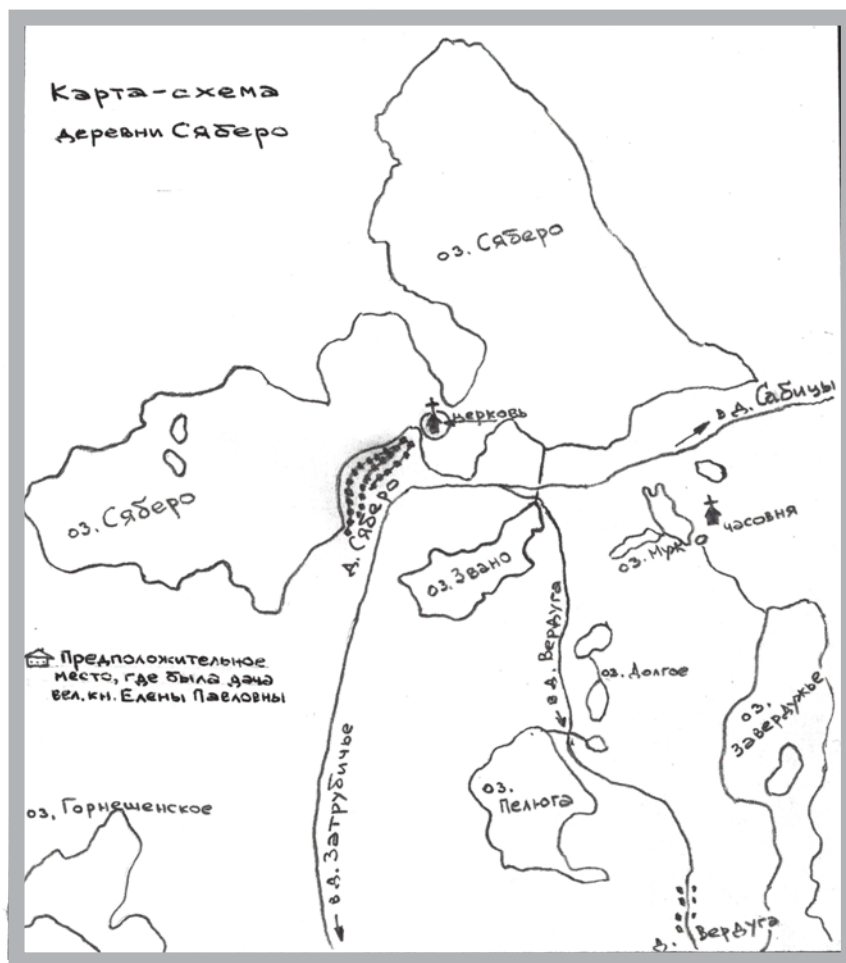 Карта-схема
деревни Сяберо
оз. Сяберо
в д. Сабицы
церковь
оз. Сяберо
д. Сяберо
часовня
оз. Муж
оз. Звано
в д. Вердуга
Предположительное
место, где была дача
вел. кн. Елены Павловны
оз. Долгое
оз.
Завердужье
оз.
Пелюга
оз. Горнешенское
в д. Затрубичье
д. Вердуга